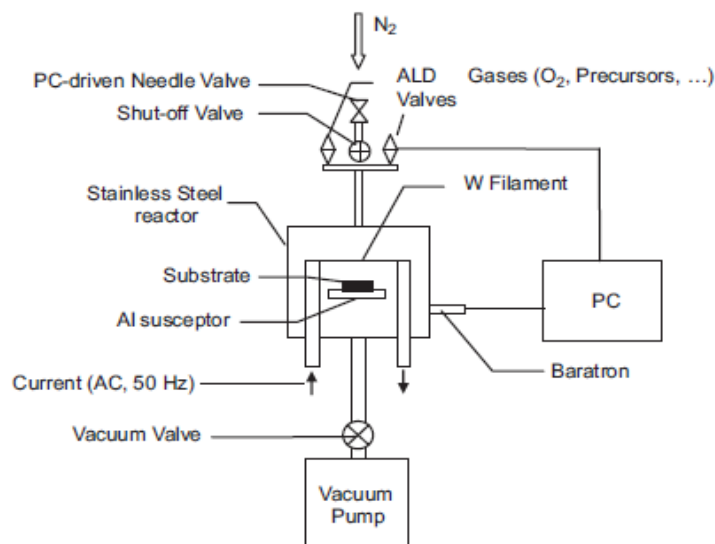 N2
PC-driven Needle Valve
ALD Valves
Gases (O2, Precursors, ...)
Shut-off Valve
W Filament
Stainless Steel
reactor
Substrate
Al susceptor
PC
Baratron
Current (AC, 50 Hz)
Vacuum Valve
Vacuum
Pump